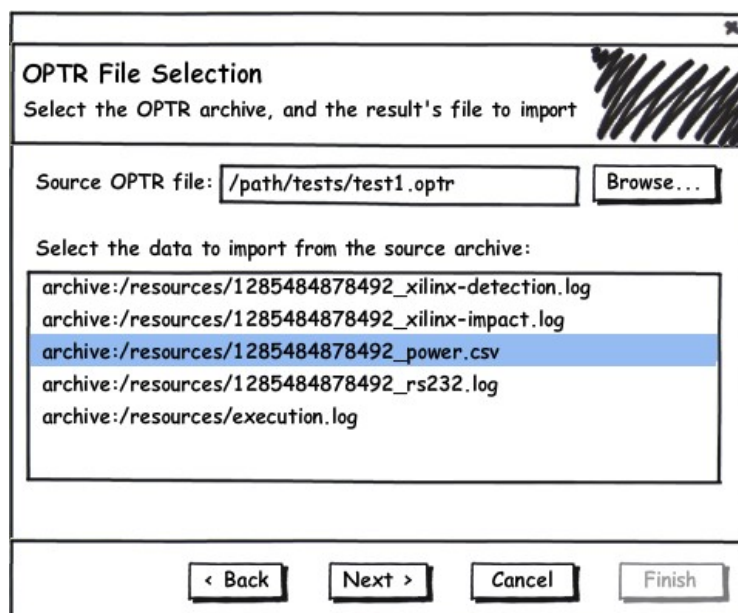 OPTR File Selection
Select the OPTR archive, and the result's file to import
Source OPTR file: /path/tests/test1.optr Browse...
Select the data to import from the source archive:
archive:/resources/1285484878492_xilinx-detection.log
archive:/resources/1285484878492_xilinx-impact.log
archive:/resources/1285484878492_power.csv
archive:/resources/1285484878492_rs232.log
archive:/resources/execution.log
< Back Next > Cancel Finish